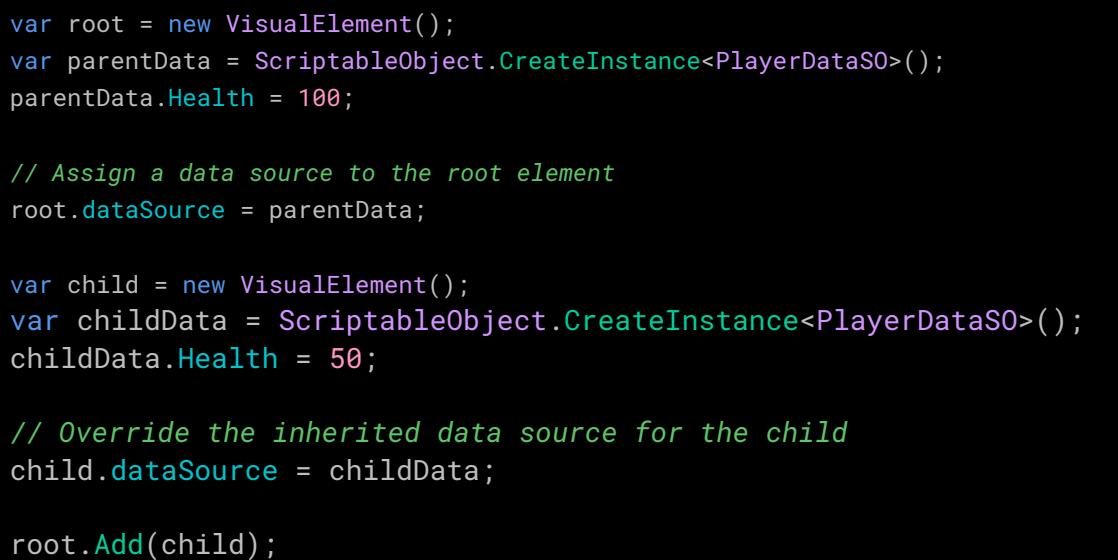 var root = new VisualElement();
var parentData = ScriptableObject.CreateInstance<PlayerDataSO>();
parentData.Health = 100;
// Assign a data source to the root element
root.dataSource = parentData;
var child = new VisualElement();
var childData = ScriptableObject.CreateInstance<PlayerDataSO>();
childData.Health = 50;
// Override the inherited data source for the child
child.dataSource = childData;
root.Add(child);